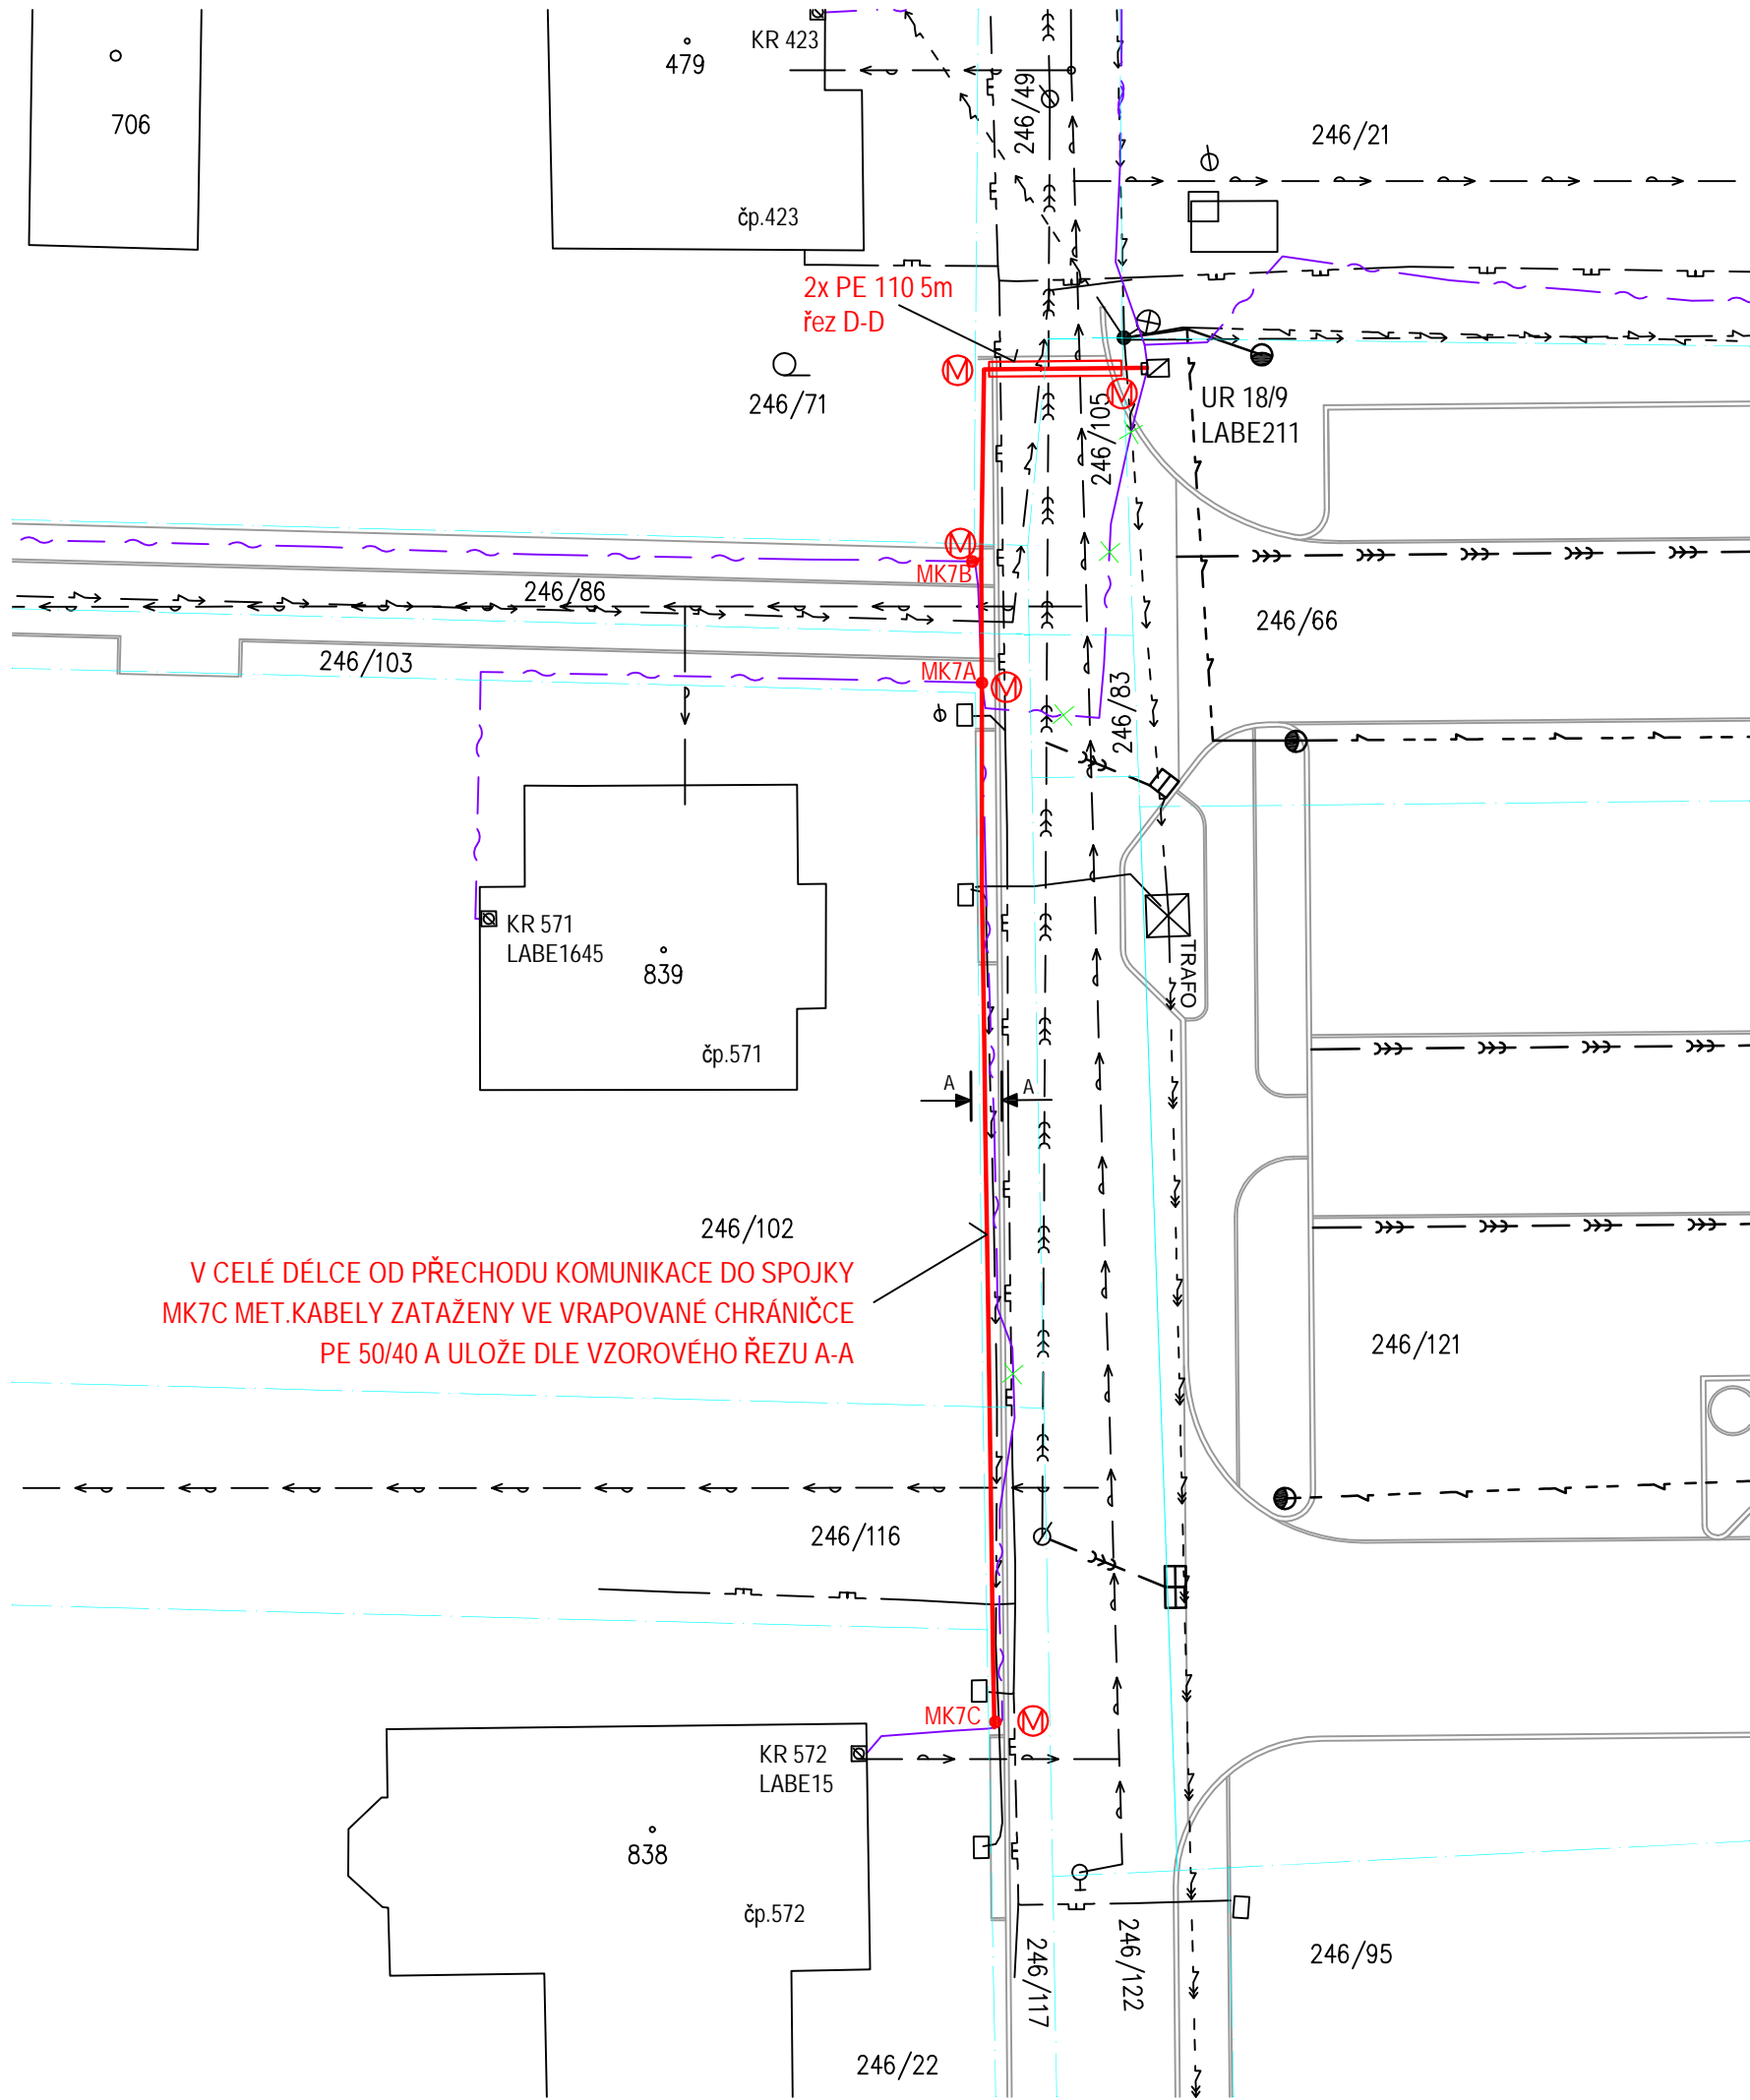 KR 423
479
706
246/49
246/21
čp.423
2x PE 110 5m
řez D-D
246/71
246/105
UR 18/9
LABE211
MK7B
246/86
246/66
246/103
MK7A
246/83
KR 571
LABE1645
839
TRAFO
čp.571
A
A
246/102
V CELÉ DÉLCE OD PŘECHODU KOMUNIKACE DO SPOJKY
MK7C MET.KABELY ZATAŽENY VE VRAPOVANÉ CHRÁNIČCE
PE 50/40 A ULOŽE DLE VZOROVÉHO ŘEZU A-A
246/121
246/116
MK7C
KR 572
LABE15
838
čp.572
246/117
246/122
246/95
246/22
M
M
M
M
M